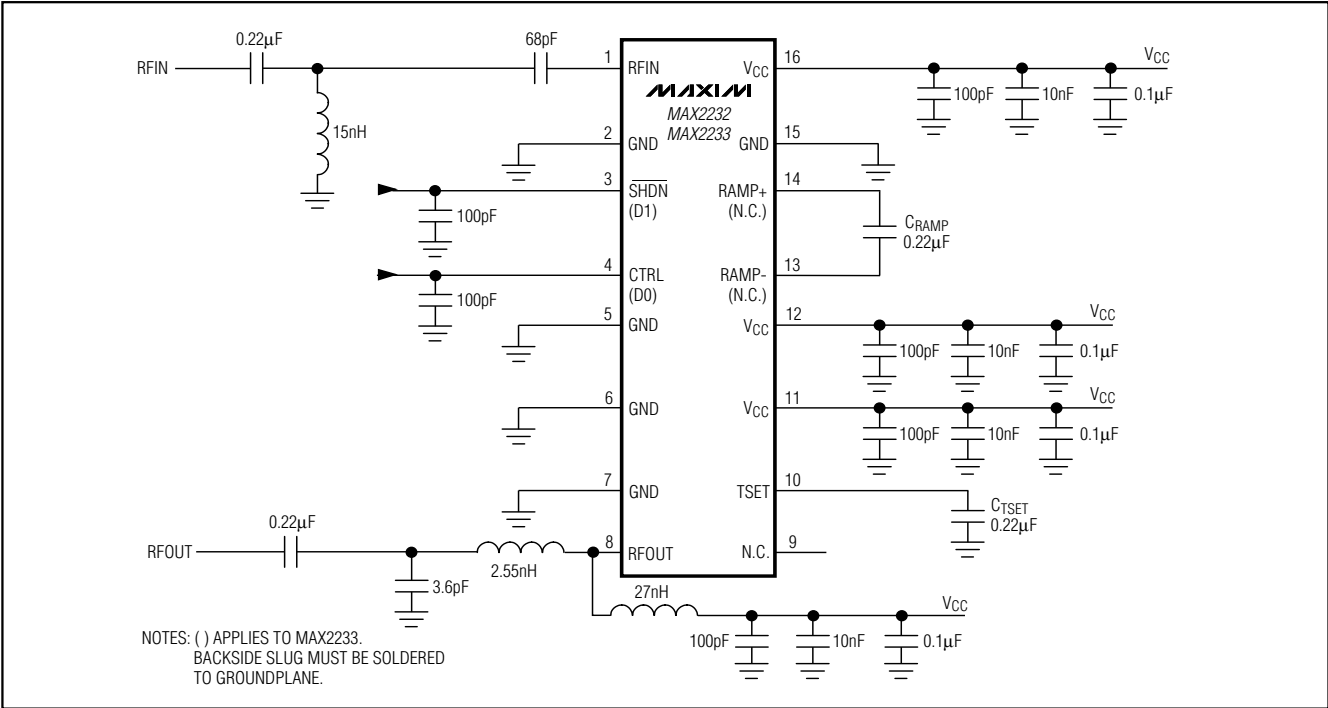 0.22μF
RFIN
15nH
68pF
1
RFIN
MAXIM
MAX2232
MAX2233
2
GND
3
SHDN
(D1)
100pF
4
CTRL
(D0)
100pF
5
GND
6
GND
7
GND
8
RFOUT
0.22μF
RFOUT
3.6pF
2.55nH
27nH
VCC
100pF
10nF
0.1μF
16
VCC
VCC
100pF
10nF
0.1μF
15
GND
14
RAMP+
(N.C.)
CRAMP
0.22μF
13
RAMP-
(N.C.)
12
VCC
VCC
100pF
10nF
0.1μF
11
VCC
VCC
100pF
10nF
0.1μF
10
TSET
CTSET
0.22μF
9
N.C.
NOTES: ( ) APPLIES TO MAX2233.
BACKSIDE SLUG MUST BE SOLDERED
TO GROUNDPLANE.